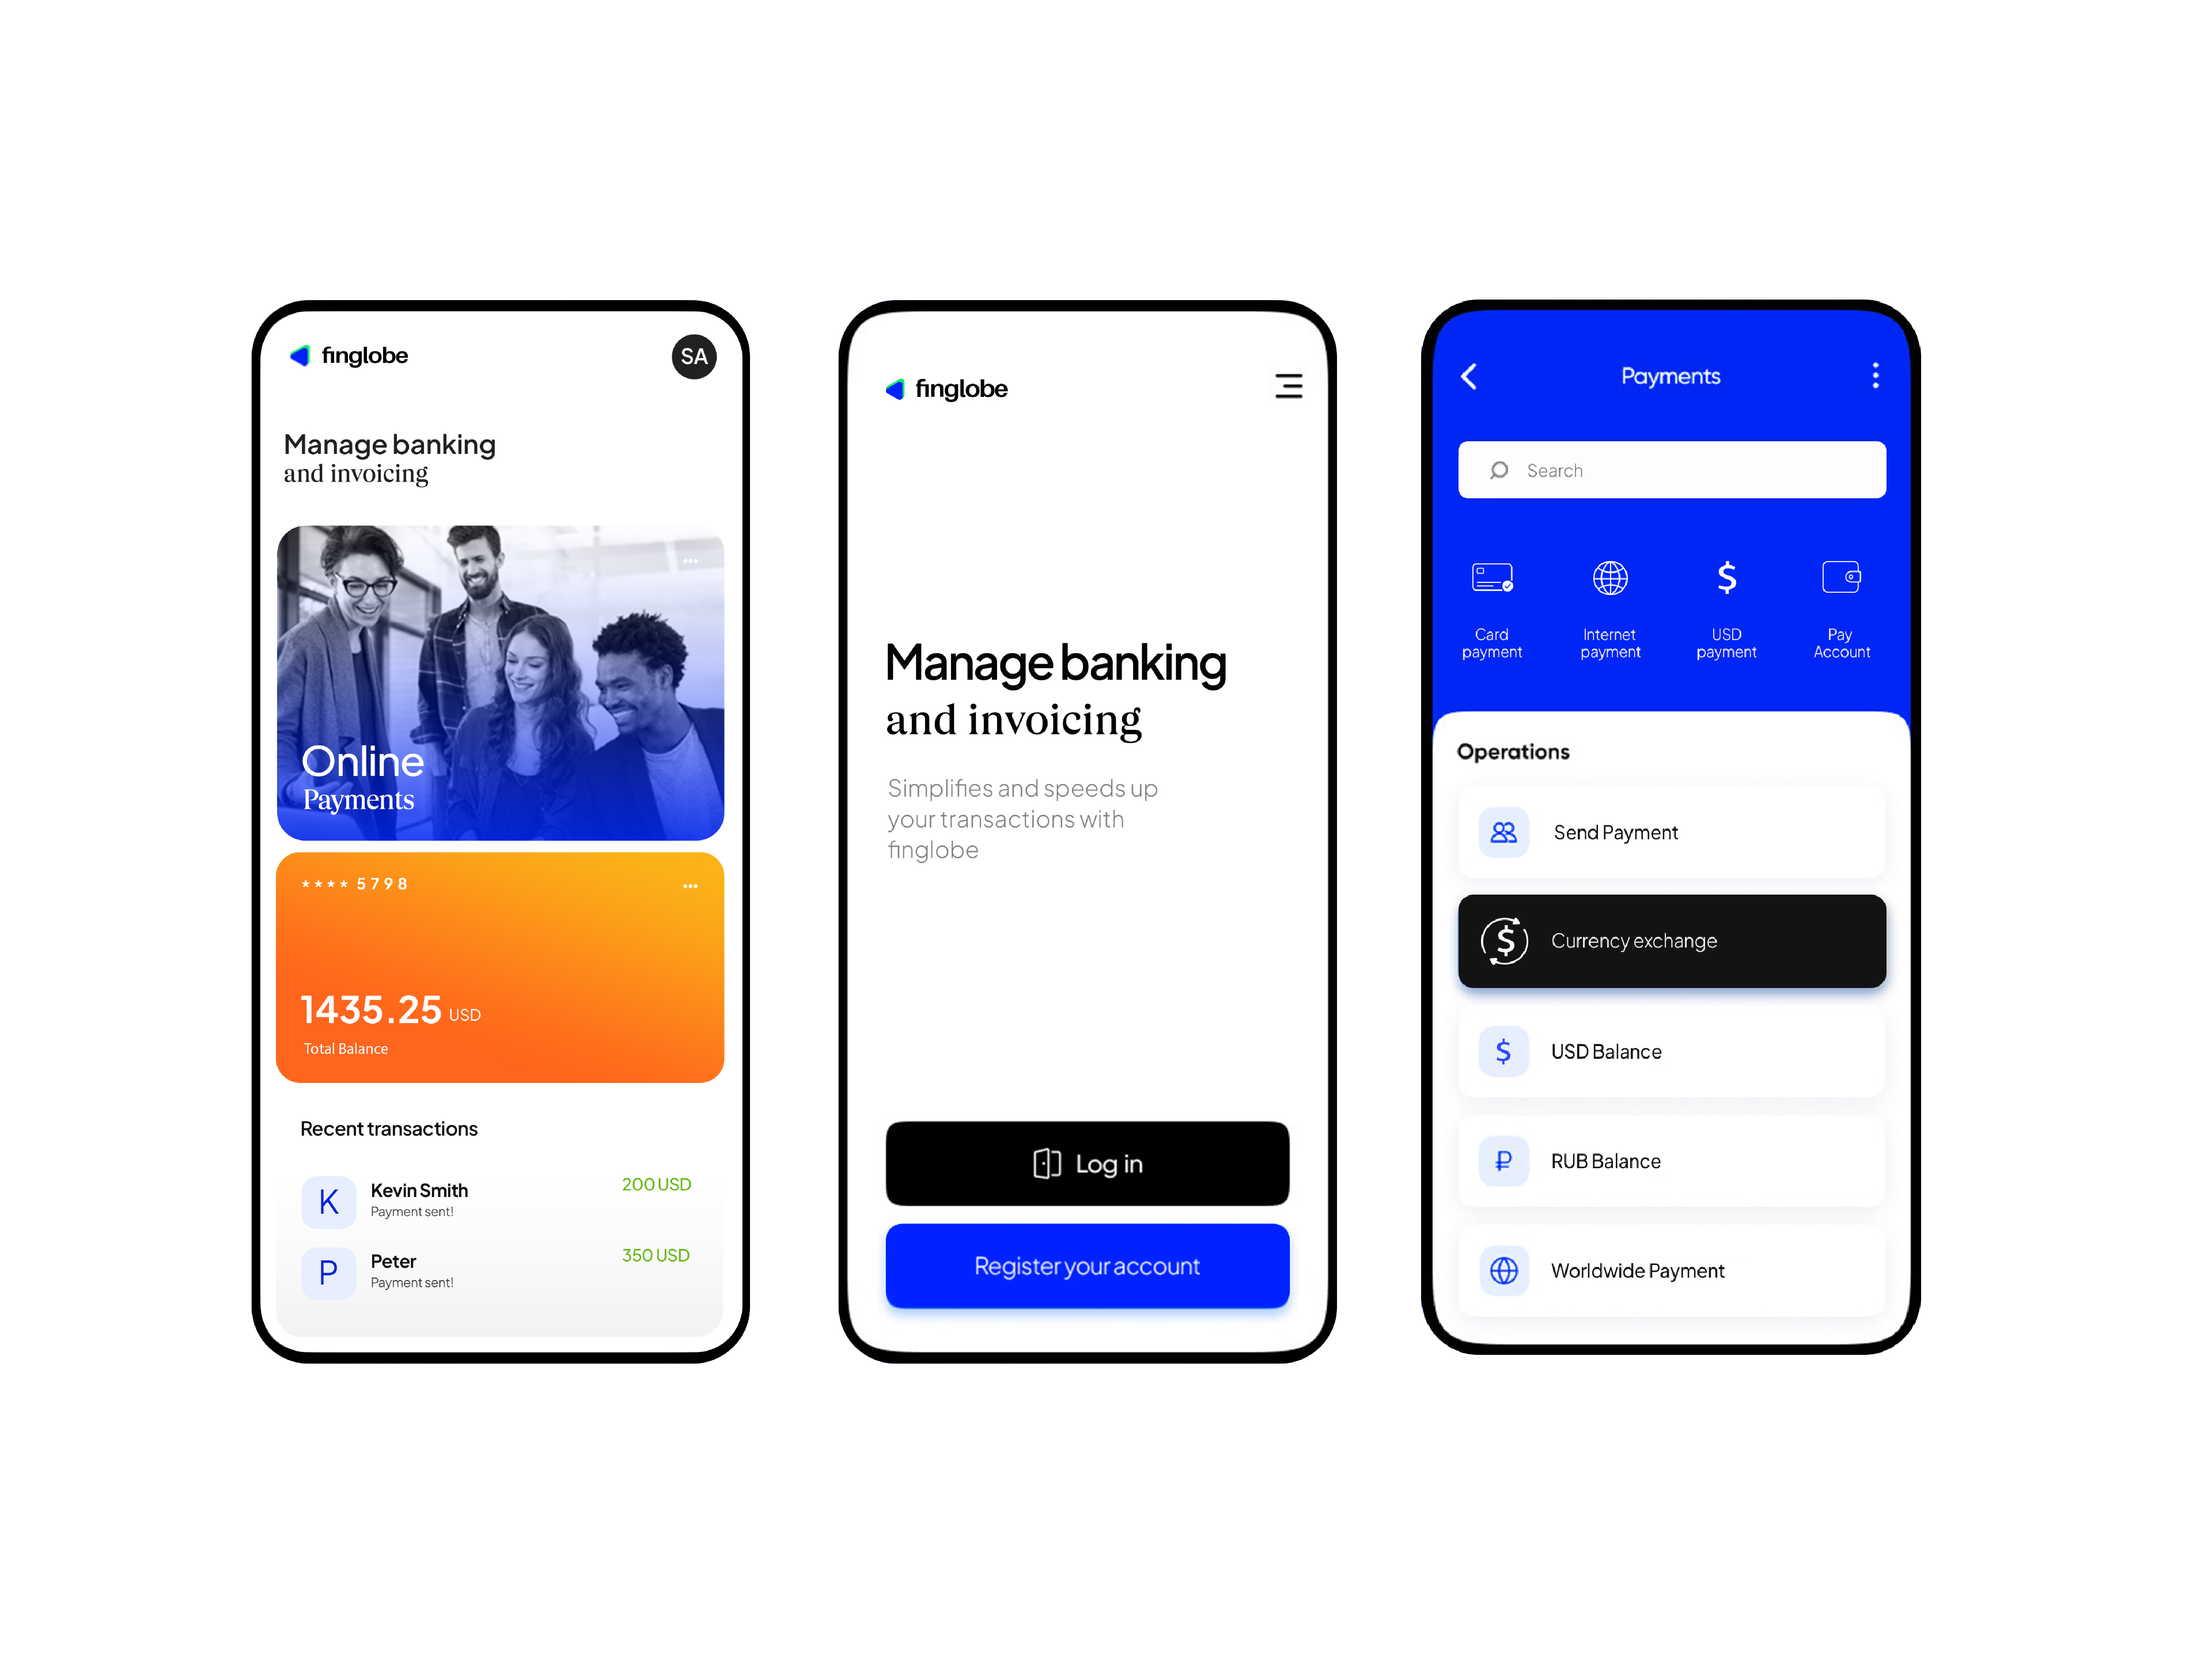 finglobe
SA
Manage banking
and invoicing
Online
Payments
**** 5798
1435.25 USD
Total Balance
Recent transactions
K
Kevin Smith
200 USD
Payment sent!
P
Peter
350 USD
Payment sent!
finglobe
Manage banking
and invoicing
Simplifies and speeds up
your transactions with
finglobe
Log in
Register your account
Payments
Search
Card
payment
Internet
payment
USD
payment
Pay
Account
Operations
Send Payment
$ Currency exchange
$ USD Balance
₽ RUB Balance
Worldwide Payment